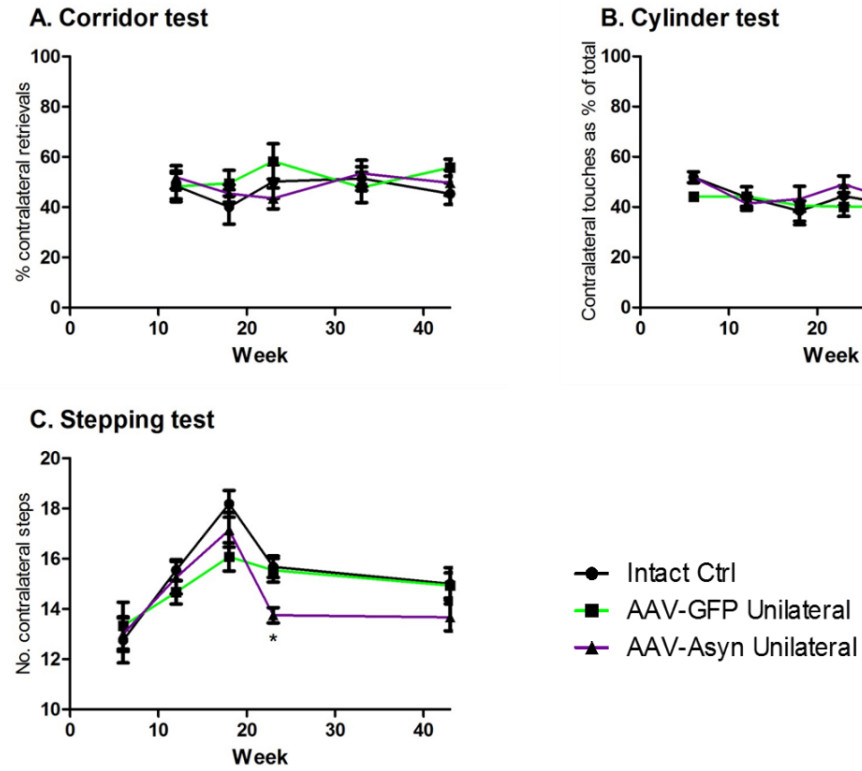 A. Corridor test
% contralateral retrievals
100
80
60
40
20
0
0 10 20 30 40
Week
B. Cylinder test
Contralateral touches as % of total
100
80
60
40
20
0
0 10 20
Week
C. Stepping test
No. contralateral steps
20
18
16
14
12
10
*
0 10 20 30 40
Week
Intact Ctrl
AAV-GFP Unilateral
AAV-Asyn Unilateral